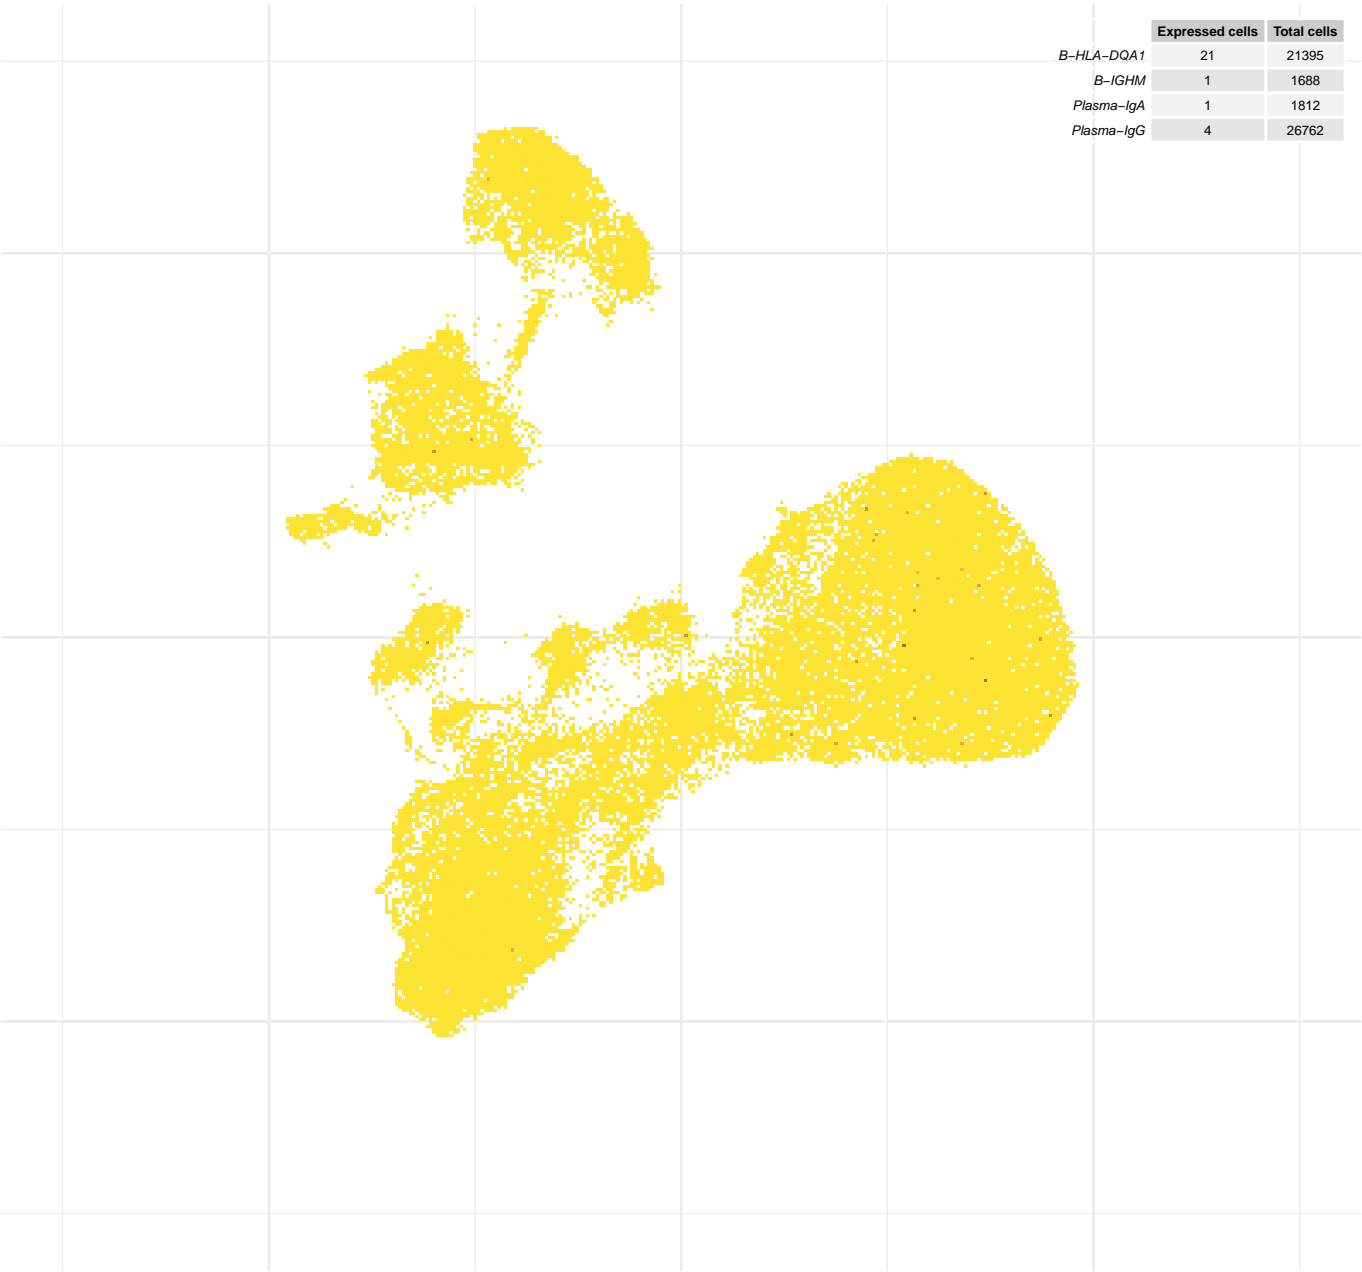 Expressed cells Total cells
B−HLA−DQA1 21 21395
B−IGHM 1 1688
Plasma−IgA 1 1812
Plasma−IgG 4 26762